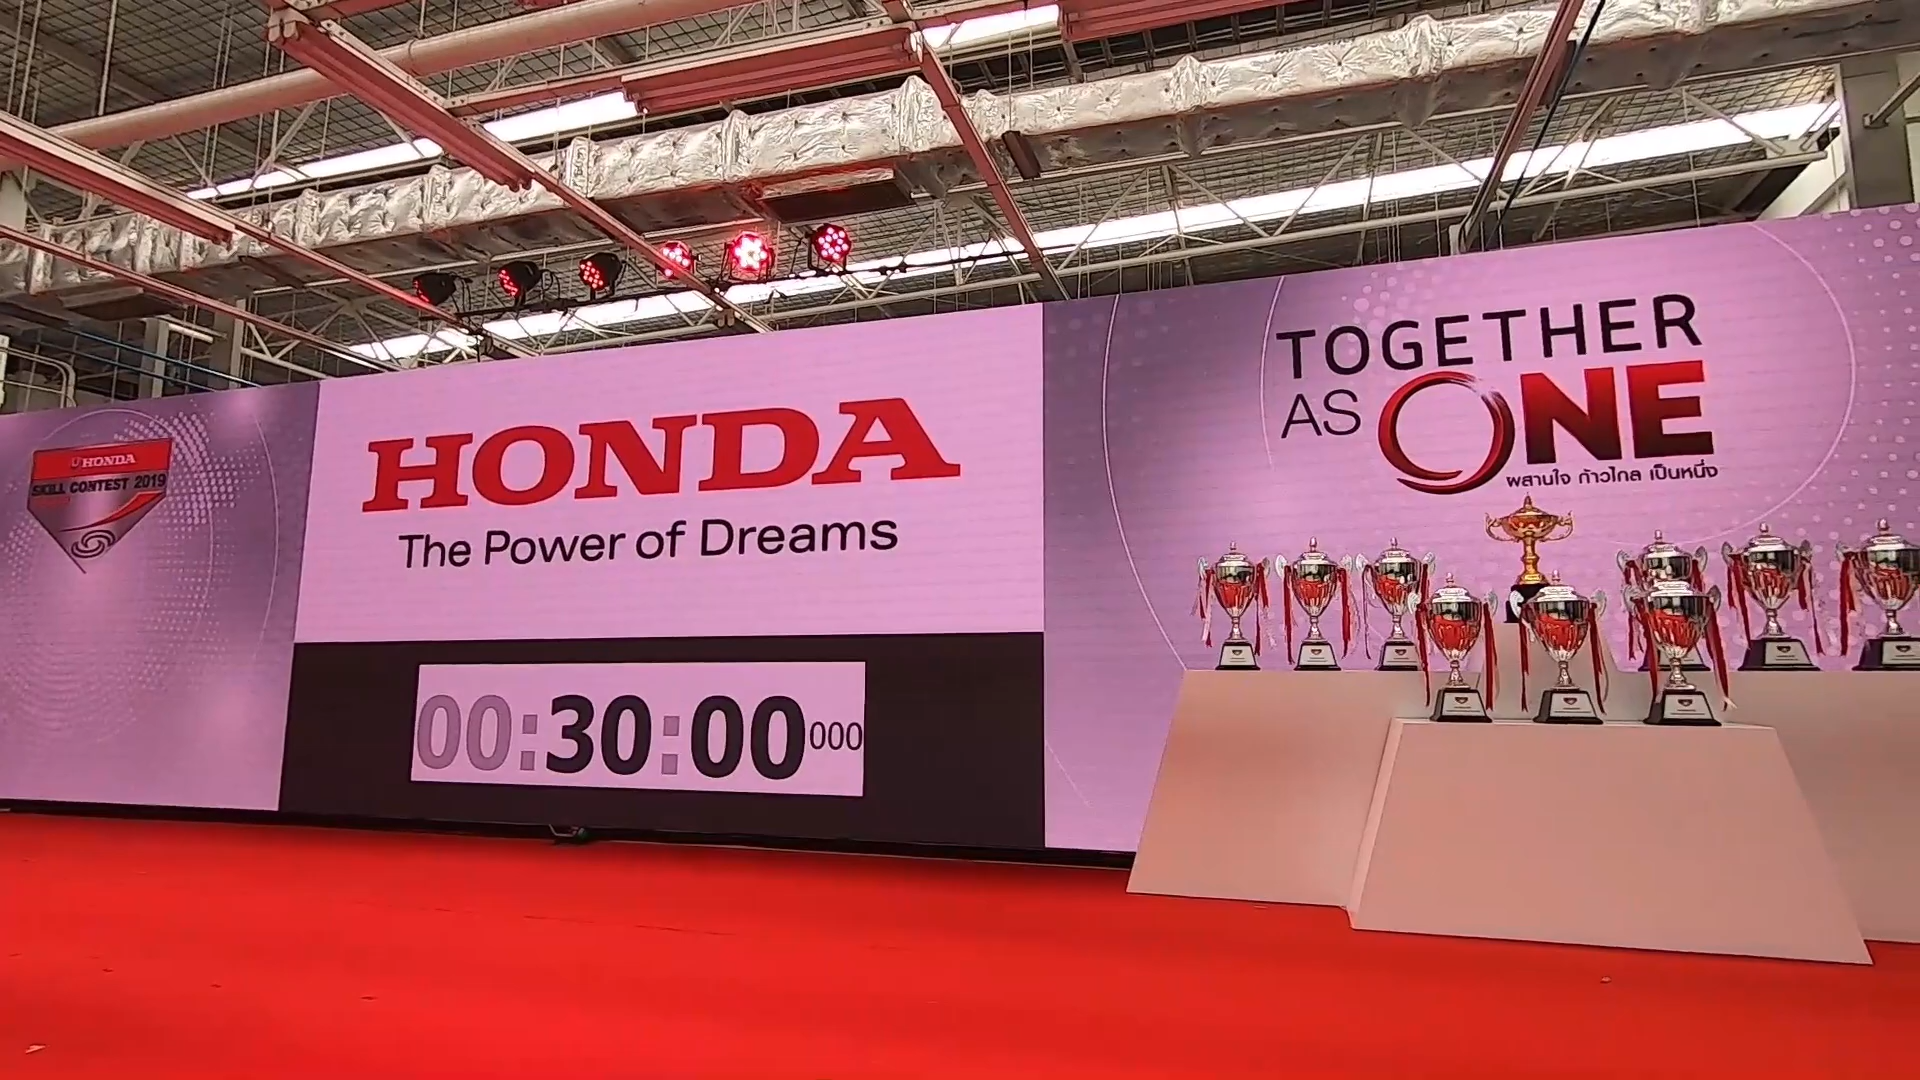 HONDA
SKILL CONTEST 2019
HONDA
The Power of Dreams
00:30:00000
TOGETHER
AS ONE
ผสานใจ ก้าวไกล เป็นหนึ่ง